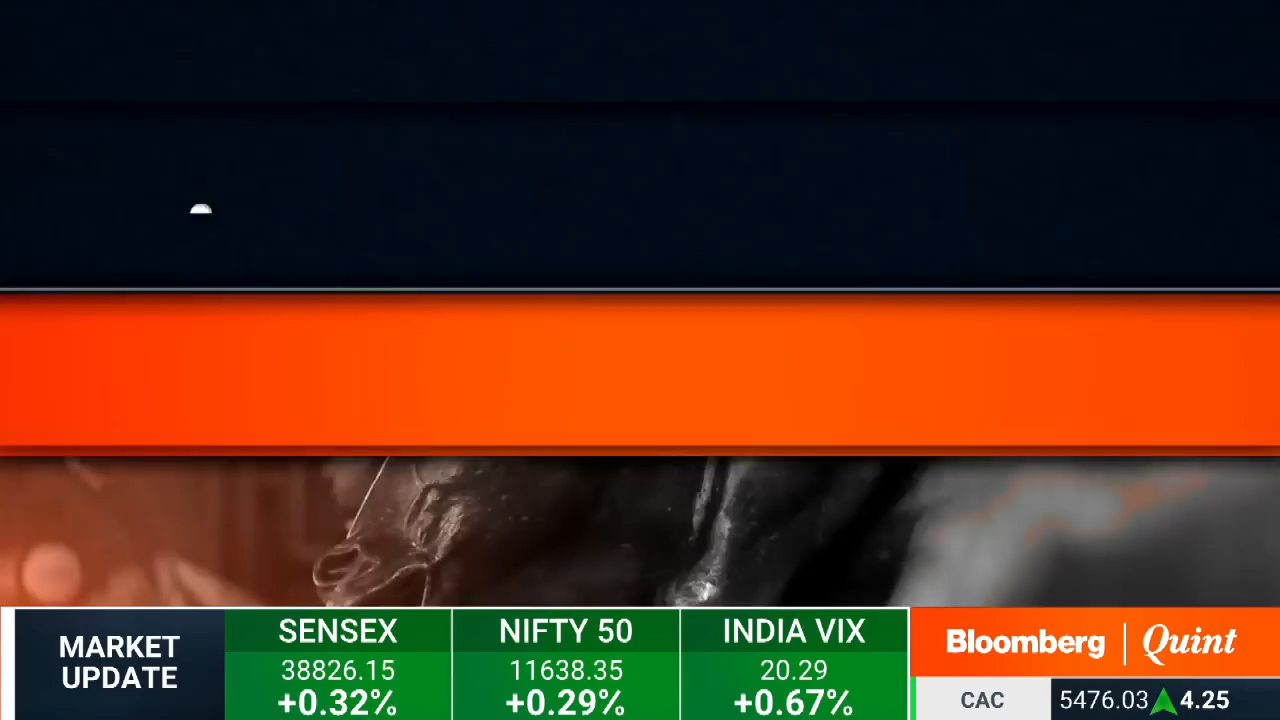 MARKET
UPDATE
SENSEX
38826.15
+0.32%
NIFTY 50
11638.35
+0.29%
INDIA VIX
20.29
+0.67%
Bloomberg | Quint
CAC 5476.03 4.25